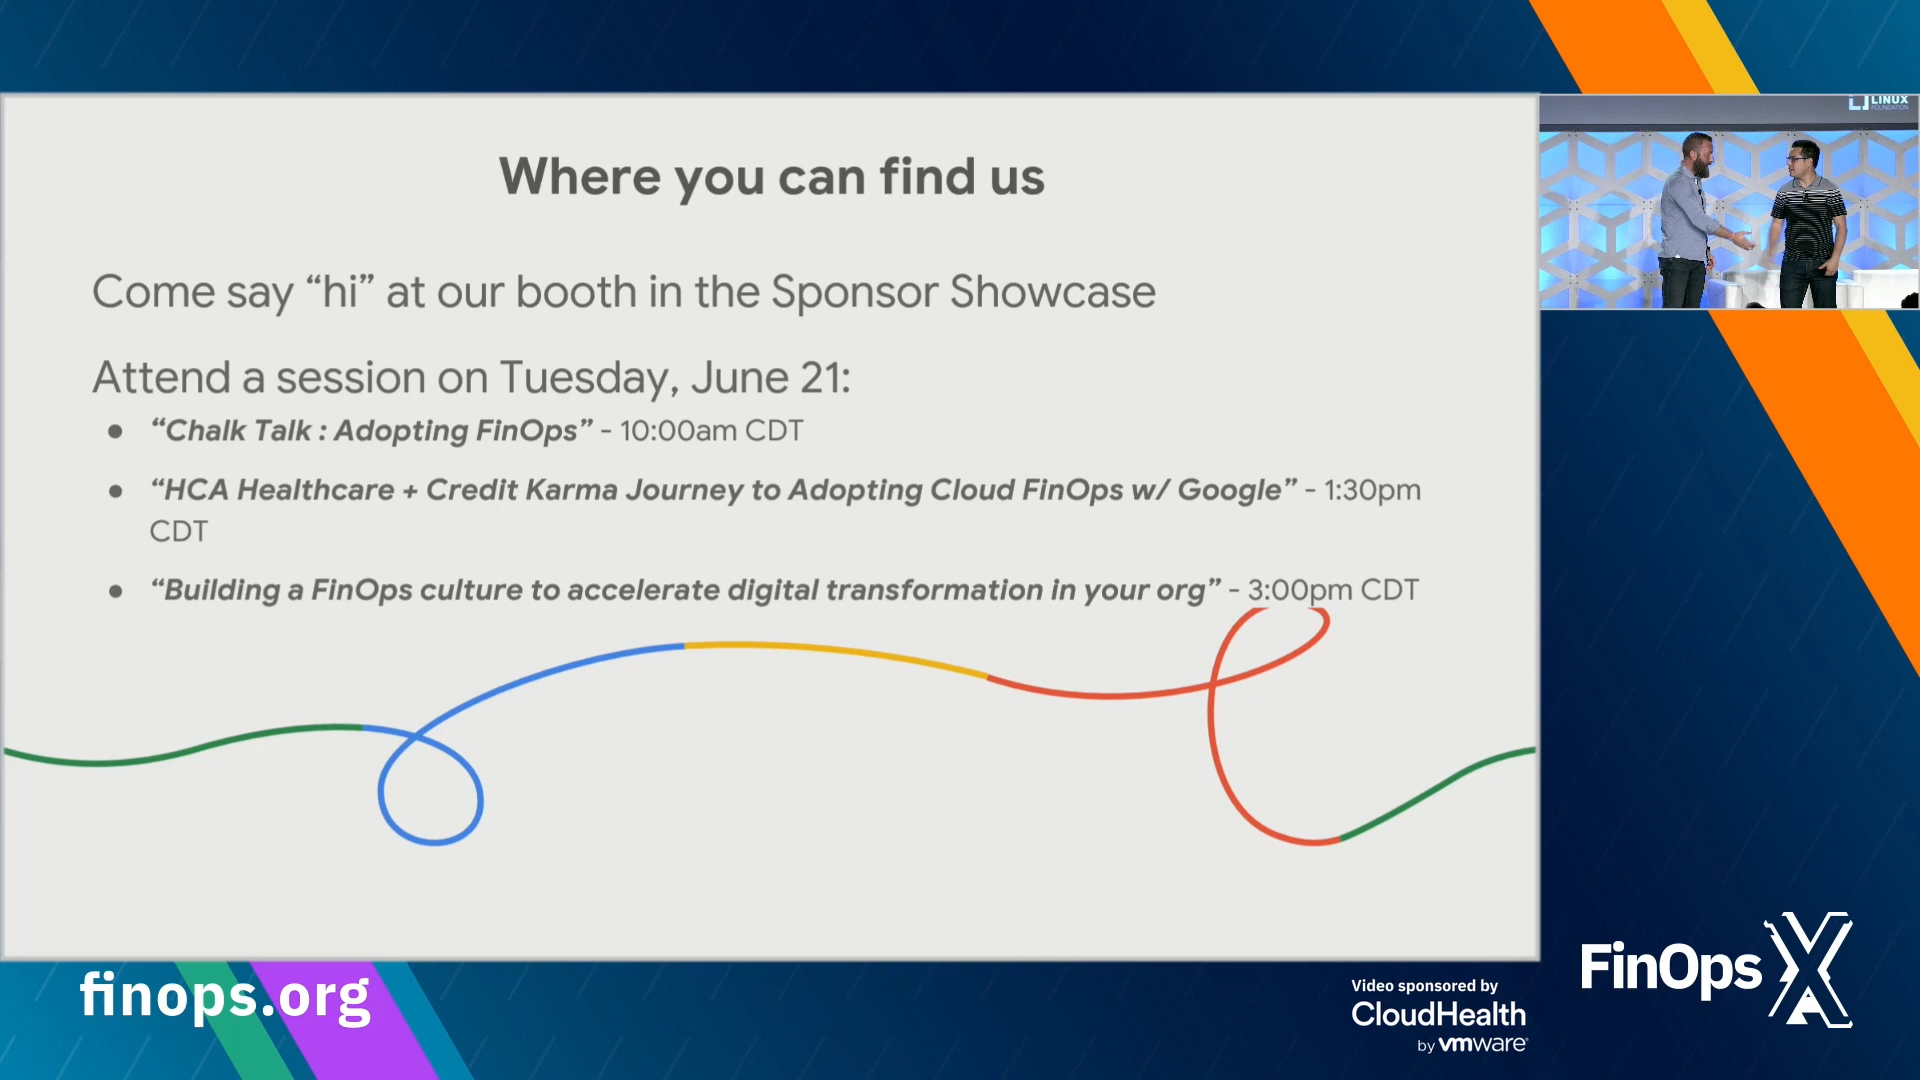 LINUX
FOUNDATION
Where you can find us
Come say “hi” at our booth in the Sponsor Showcase
Attend a session on Tuesday, June 21:
● “Chalk Talk : Adopting FinOps” - 10:00am CDT
● “HCA Healthcare + Credit Karma Journey to Adopting Cloud FinOps w/ Google” - 1:30pm
CDT
● “Building a FinOps culture to accelerate digital transformation in your org” - 3:00pm CDT
finops.org
Video sponsored by
CloudHealth
by vmware®
FinOps X